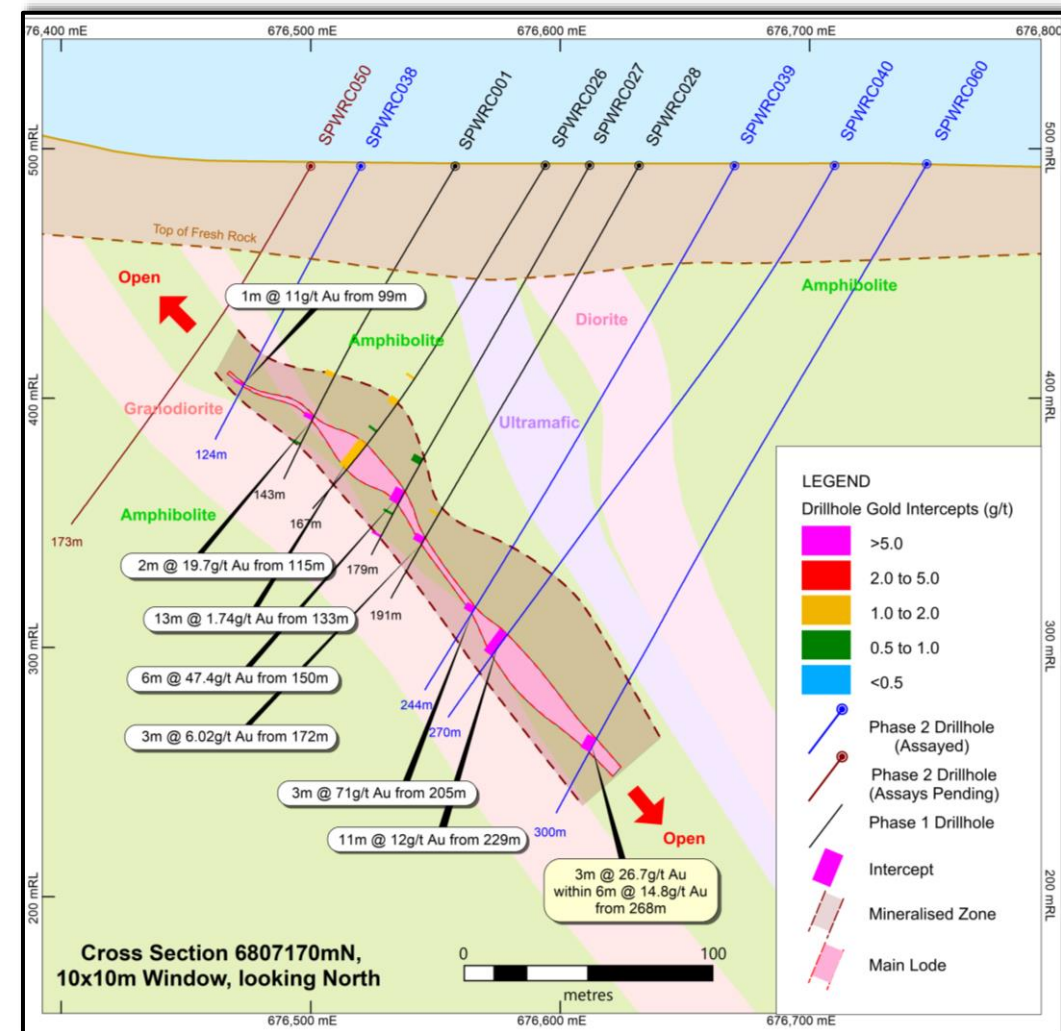 76,400 mE
676,500 mE
676,600 mE
676,700 mE
676,800
500 mRL
400 mRL
300 mRL
200 mRL
500 mRL
400 mRL
300 mRL
200 mRL
SPWRC050
SPWRC038
SPWRC001
SPWRC026
SPWRC027
SPWRC028
SPWRC039
SPWRC040
SPWRC060
Top of Fresh Rock
Open
1m @ 11g/t Au from 99m
Amphibolite
Amphibolite
Diorite
Granodiorite
Ultramafic
Amphibolite
124m
143m
167m
173m
179m
191m
244m
270m
300m
2m @ 19.7g/t Au from 115m
13m @ 1.74g/t Au from 133m
6m @ 47.4g/t Au from 150m
3m @ 6.02g/t Au from 172m
3m @ 71g/t Au from 205m
11m @ 12g/t Au from 229m
Open
3m @ 26.7g/t Au
within 6m @ 14.8g/t Au
from 268m
LEGEND
Drillhole Gold Intercepts (g/t)
>5.0
2.0 to 5.0
1.0 to 2.0
0.5 to 1.0
<0.5
Phase 2 Drillhole
(Assayed)
Phase 2 Drillhole
(Assays Pending)
Phase 1 Drillhole
Intercept
Mineralised Zone
Main Lode
Cross Section 6807170mN,
10x10m Window, looking North
0
100
metres
676,500 mE
676,600 mE
676,700 mE